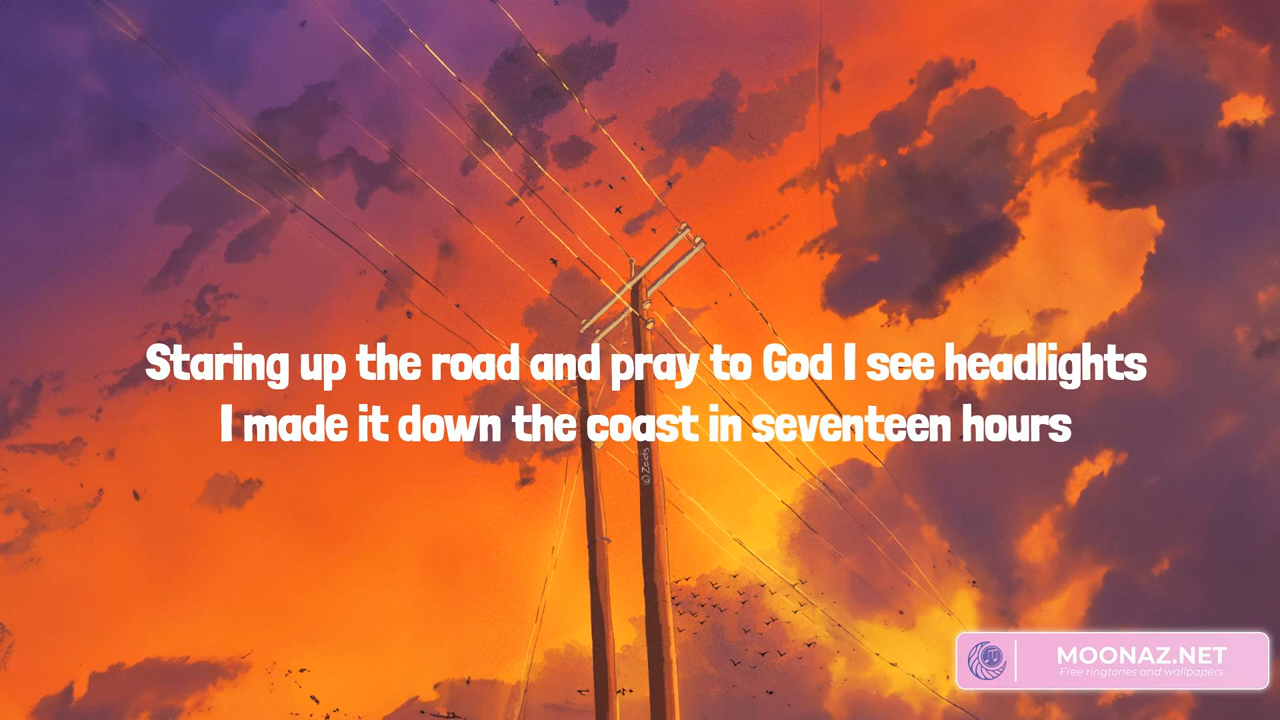 Staring up the road and pray to God I see headlights
I made it down the coast in seventeen hours
©Zaids
MOONAZ.NET
Free ringtones and wallpapers